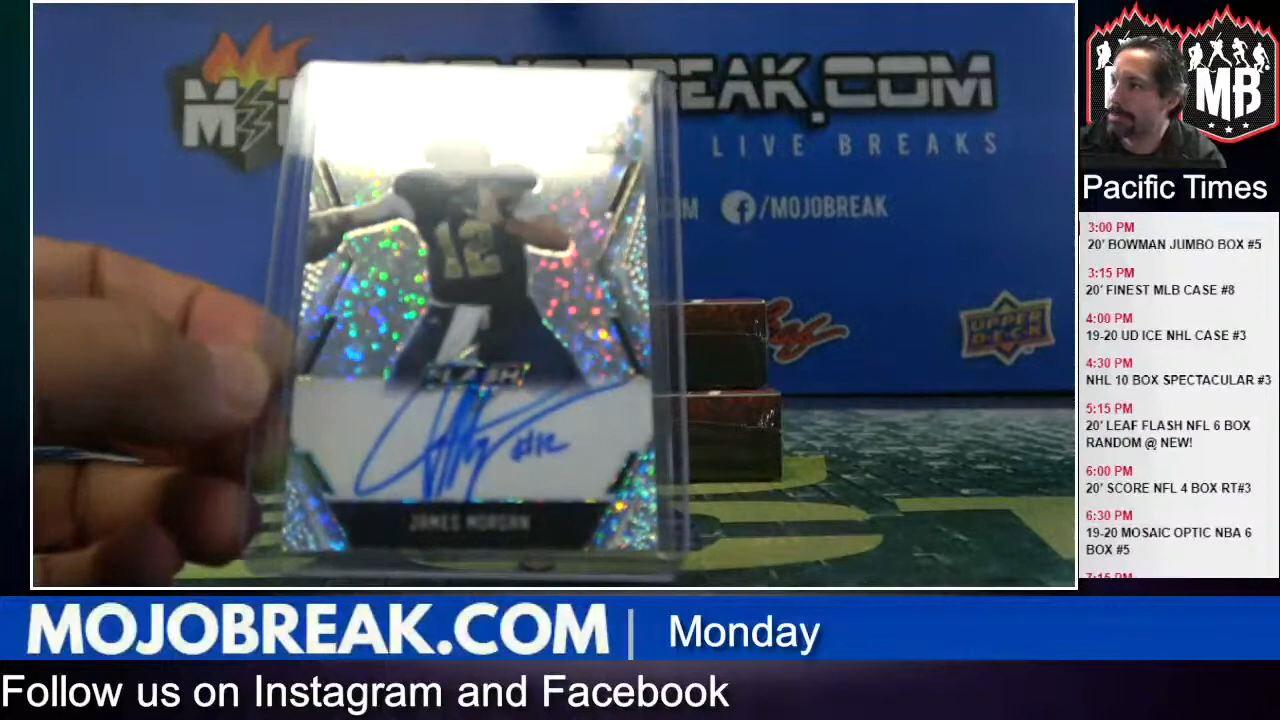 MOJOBREAK.COM
LIVE BREAKS
/MOJOBREAK
UPPER DECK
12
FLASH
#12
JAMES MORGAN
MB
Pacific Times
3:00 PM
20' BOWMAN JUMBO BOX #5
3:15 PM
20' FINEST MLB CASE #8
4:00 PM
19-20 UD ICE NHL CASE #3
4:30 PM
NHL 10 BOX SPECTACULAR #3
5:15 PM
20' LEAF FLASH NFL 6 BOX
RANDOM @ NEW!
6:00 PM
20' SCORE NFL 4 BOX RT#3
6:30 PM
19-20 MOSAIC OPTIC NBA 6
BOX #5
MOJOBREAK.COM | Monday
Follow us on Instagram and Facebook